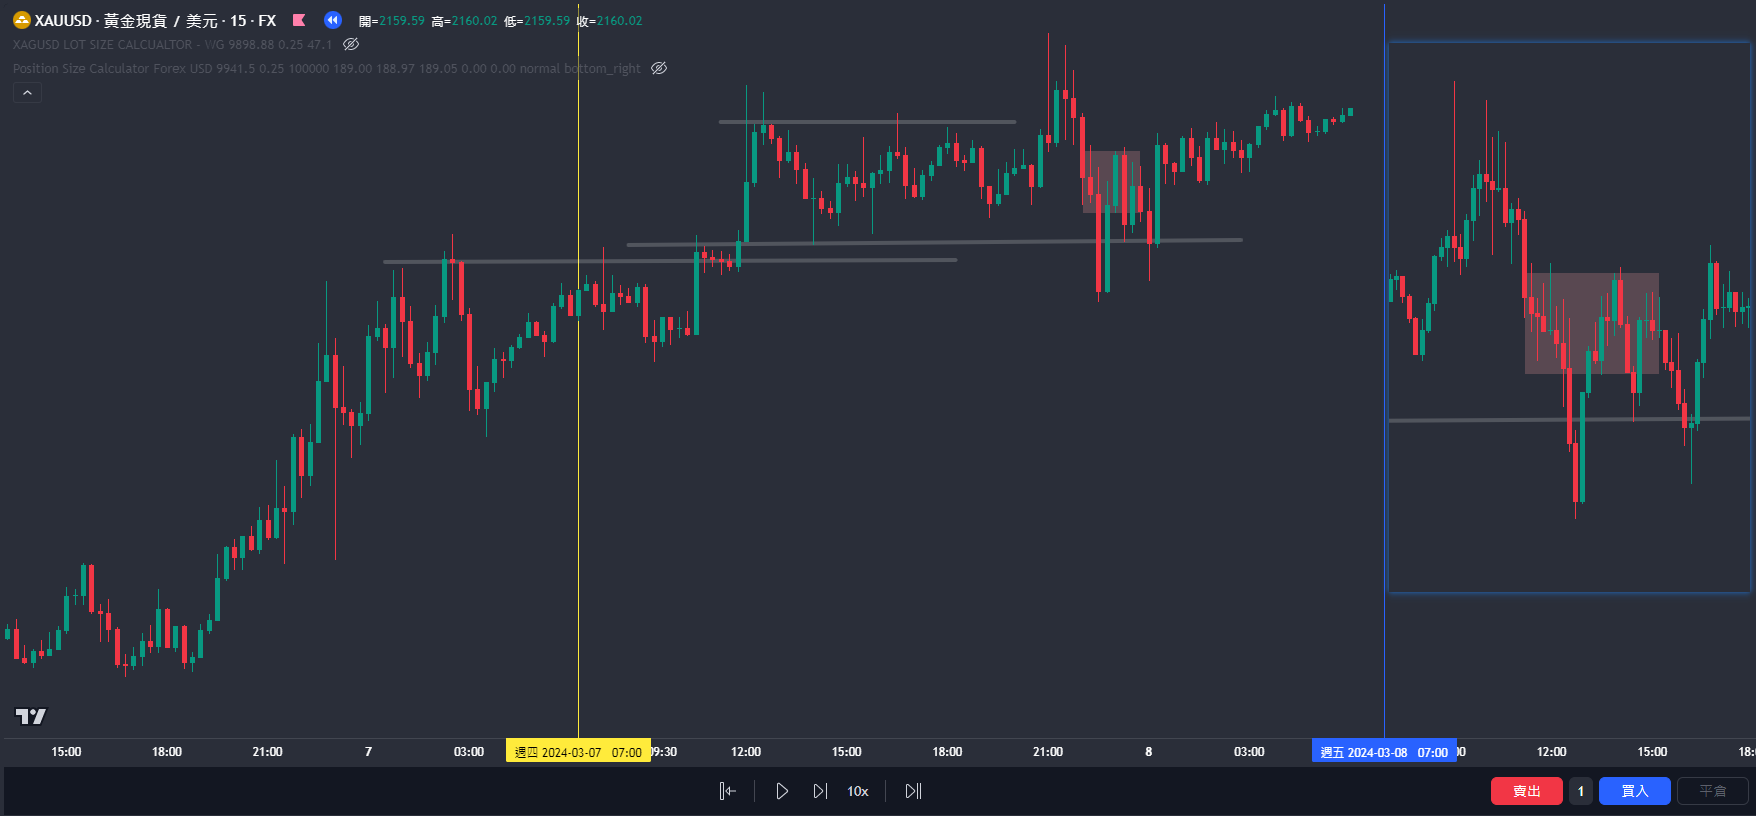 XAUUSD · 黃金現貨 / 美元 · 15 · FX 開=2159.59 高=2160.02 低=2159.59 收=2160.02
XAGUSD LOT SIZE CALCUALTOR - WG 9898.88 0.25 47.1
Position Size Calculator Forex USD 9941.5 0.25 100000 189.00 188.97 189.05 0.00 0.00 normal bottom_right
15:00 18:00 21:00 7 03:00 週四 2024-03-07 07:00 09:30 12:00 15:00 18:00 21:00 8 03:00 週五 2024-03-08 07:00 12:00 15:00 18:
10x 賣出 1 買入 平倉